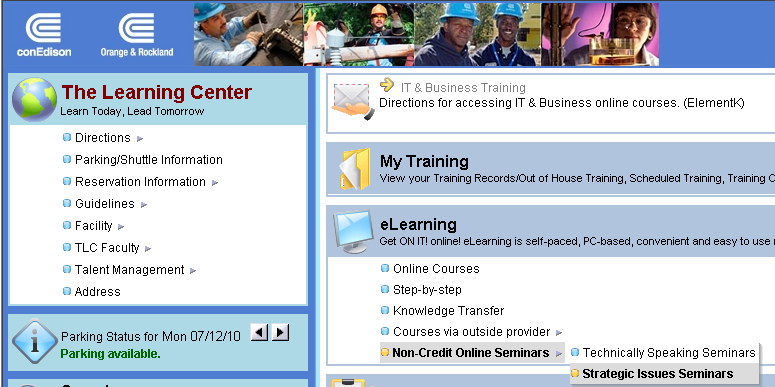 conEdison
Orange & Rockland
The Learning Center
Learn Today, Lead Tomorrow
Directions
Parking/Shuttle Information
Reservation Information
Guidelines
Facility
TLC Faculty
Talent Management
Address
Parking Status for Mon 07/12/10
Parking available.
IT & Business Training
Directions for accessing IT & Business online courses. (ElementK)
My Training
View your Training Records/Out of House Training, Scheduled Training, Training C
eLearning
Get ON IT! online! eLearning is self-paced, PC-based, convenient and easy to use
Online Courses
Step-by-step
Knowledge Transfer
Courses via outside provider
Non-Credit Online Seminars
Technically Speaking Seminars
Strategic Issues Seminars